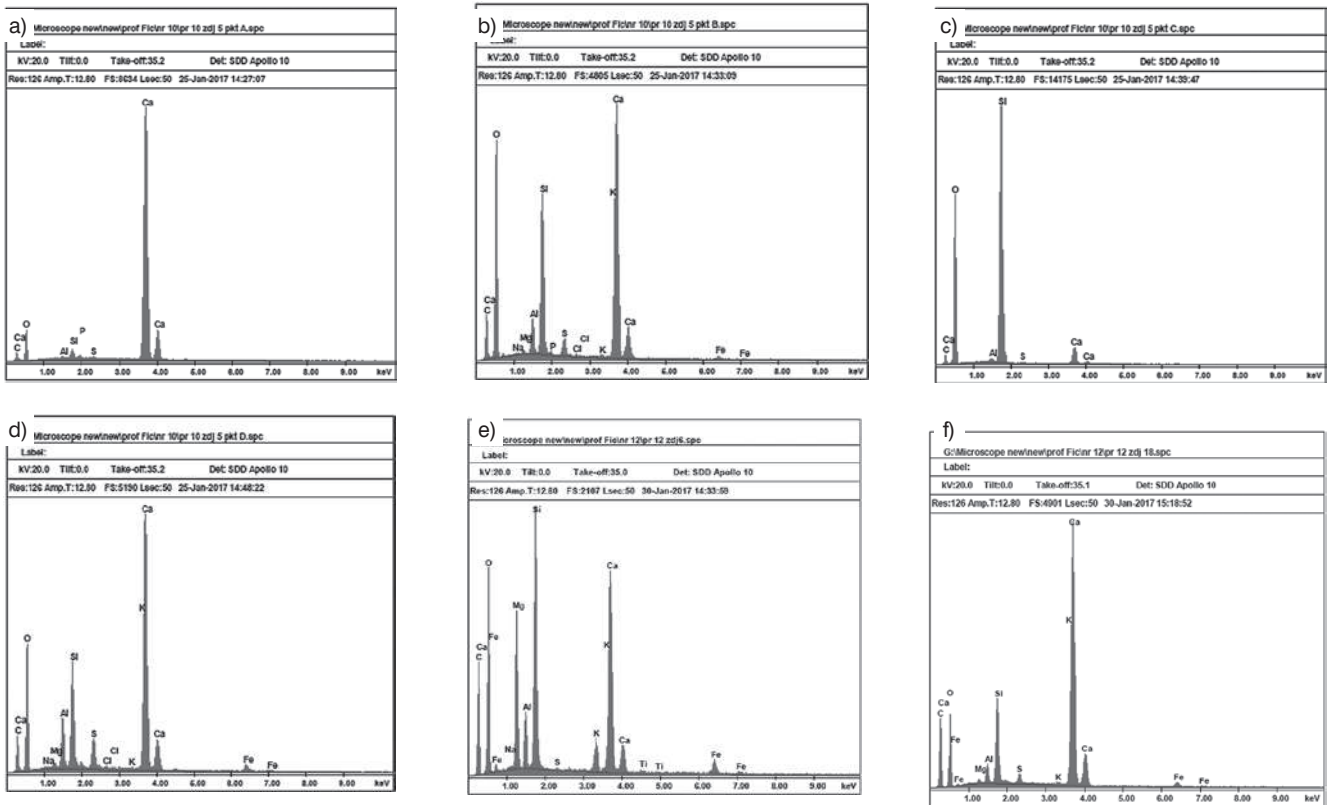 a)
Microscope new\new\prof Fic\nr 10\pr 10 zdj 5 pkt A.spc
Label:
kV:20.0 Tilt:0.0 Take-off:35.2 Det: SDD Apollo 10
Res:126 Amp.T:12.80 FS:8634 Lsec:50 25-Jan-2017 14:27:07
Ca
O
Ca
C
Al
Si
P
S
Ca
1.00 2.00 3.00 4.00 5.00 6.00 7.00 8.00 9.00 keV
b)
Microscope new\new\prof Fic\nr 10\pr 10 zdj 5 pkt B.spc
Label:
kV:20.0 Tilt:0.0 Take-off:35.2 Det: SDD Apollo 10
Res:126 Amp.T:12.80 FS:4805 Lsec:50 25-Jan-2017 14:33:09
Ca
O
Si
K
Ca
C
Na
Mg
Al
P
S
Cl
Cl
K
Ca
Fe
Fe
1.00 2.00 3.00 4.00 5.00 6.00 7.00 8.00 9.00 keV
c)
Microscope new\new\prof Fic\nr 10\pr 10 zdj 5 pkt C.spc
Label:
kV:20.0 Tilt:0.0 Take-off:35.2 Det: SDD Apollo 10
Res:126 Amp.T:12.80 FS:14175 Lsec:50 25-Jan-2017 14:39:47
Si
O
Ca
C
Al
S
Ca
Ca
1.00 2.00 3.00 4.00 5.00 6.00 7.00 8.00 9.00 keV
d)
Microscope new\new\prof Fic\nr 10\pr 10 zdj 5 pkt D.spc
Label:
kV:20.0 Tilt:0.0 Take-off:35.2 Det: SDD Apollo 10
Res:126 Amp.T:12.80 FS:5190 Lsec:50 25-Jan-2017 14:48:22
Ca
K
O
Si
Al
Ca
C
Na
Mg
S
Cl
Cl
K
Ca
Fe
Fe
1.00 2.00 3.00 4.00 5.00 6.00 7.00 8.00 9.00 keV
e)
croscope new\new\prof Fic\nr 12\pr 12 zdj6.spc
Label:
kV:20.0 Tilt:0.0 Take-off:35.0 Det: SDD Apollo 10
Res:126 Amp.T:12.80 FS:2107 Lsec:50 30-Jan-2017 14:33:59
Si
O
Ca
Mg
Fe
Ca
C
K
Al
Na
Fe
S
K
Ca
Ti
Ti
Fe
Fe
1.00 2.00 3.00 4.00 5.00 6.00 7.00 8.00 9.00 keV
f)
G:\Microscope new\new\prof Fic\nr 12\pr 12 zdj 18.spc
Label:
kV:20.0 Tilt:0.0 Take-off:35.1 Det: SDD Apollo 10
Res:126 Amp.T:12.80 FS:4901 Lsec:50 30-Jan-2017 15:18:52
Ca
K
O
Ca
C
Si
Fe
Fe
Mg
Al
S
K
Ca
Fe
Fe
1.00 2.00 3.00 4.00 5.00 6.00 7.00 8.00 9.00 keV